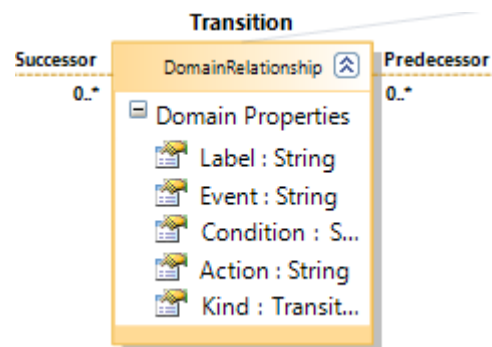 Transition
Successor
DomainRelationship
Predecessor
0..*
0..*
Domain Properties
Label : String
Event : String
Condition : S...
Action : String
Kind : Transit...